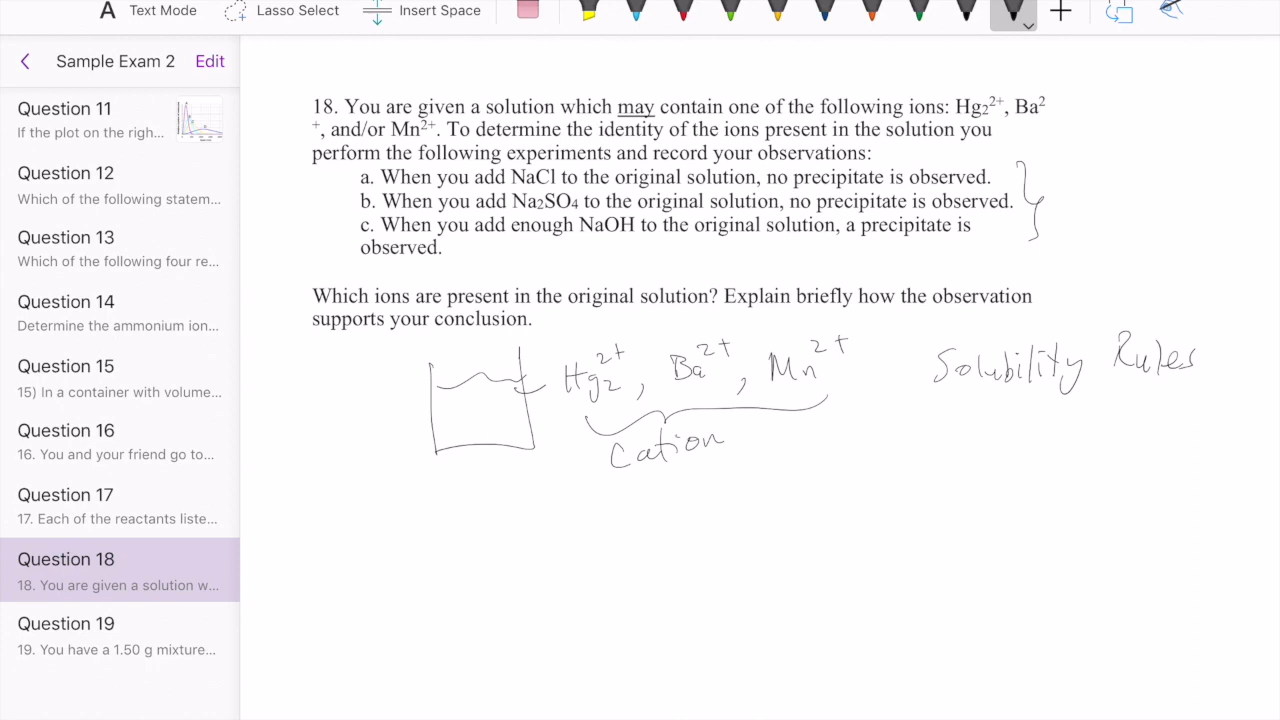 A Text Mode Lasso Select Insert Space
Sample Exam 2 Edit
Question 11
If the plot on the righ...
Question 12
Which of the following statem...
Question 13
Which of the following four re...
Question 14
Determine the ammonium ion...
Question 15
15) In a container with volume...
Question 16
16. You and your friend go to...
Question 17
17. Each of the reactants liste...
Question 18
18. You are given a solution w...
Question 19
19. You have a 1.50 g mixture...
18. You are given a solution which may contain one of the following ions: Hg₂²⁺, Ba²
⁺, and/or Mn²⁺. To determine the identity of the ions present in the solution you
perform the following experiments and record your observations:
a. When you add NaCl to the original solution, no precipitate is observed.
b. When you add Na₂SO₄ to the original solution, no precipitate is observed.
c. When you add enough NaOH to the original solution, a precipitate is
observed.
Which ions are present in the original solution? Explain briefly how the observation
supports your conclusion.
Hg₂²⁺, Ba²⁺, Mn²⁺ Solubility Rules
Cation